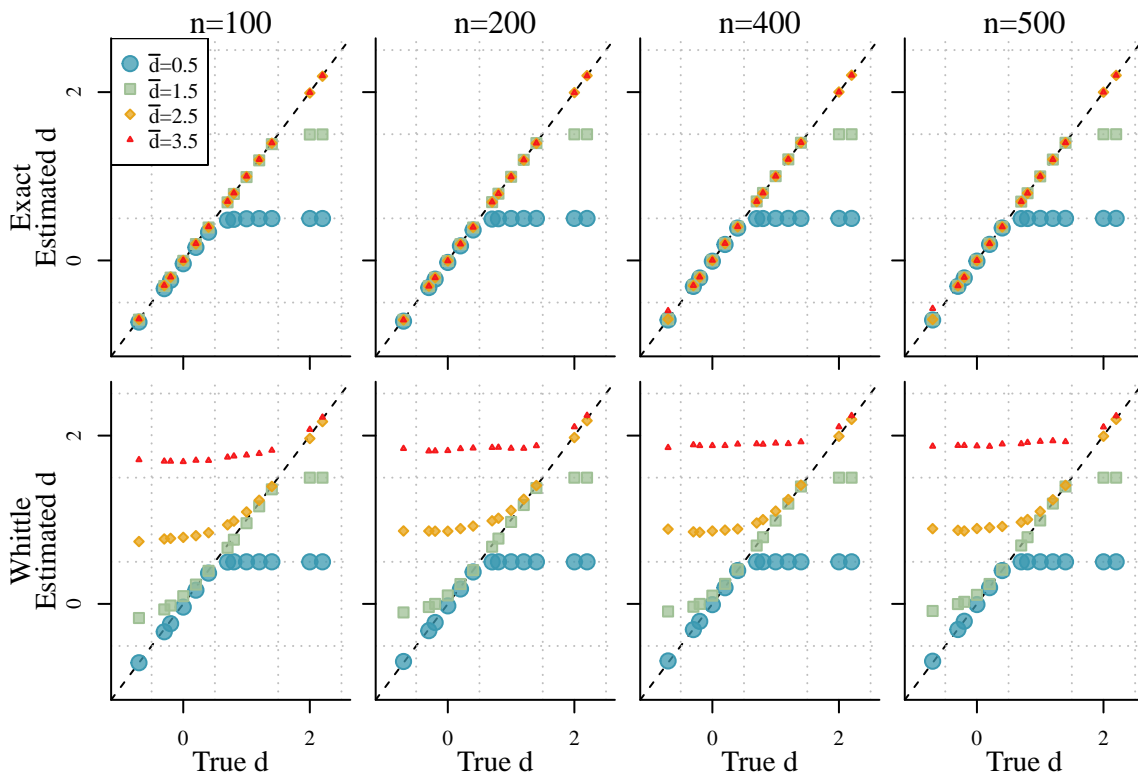 n=100 n=200 n=400 n=500
d̅=0.5
d̅=1.5
d̅=2.5
d̅=3.5
Exact
Estimated d
2
0
Whittle
Estimated d
2
0
0 2 0 2 0 2 0 2
True d True d True d True d